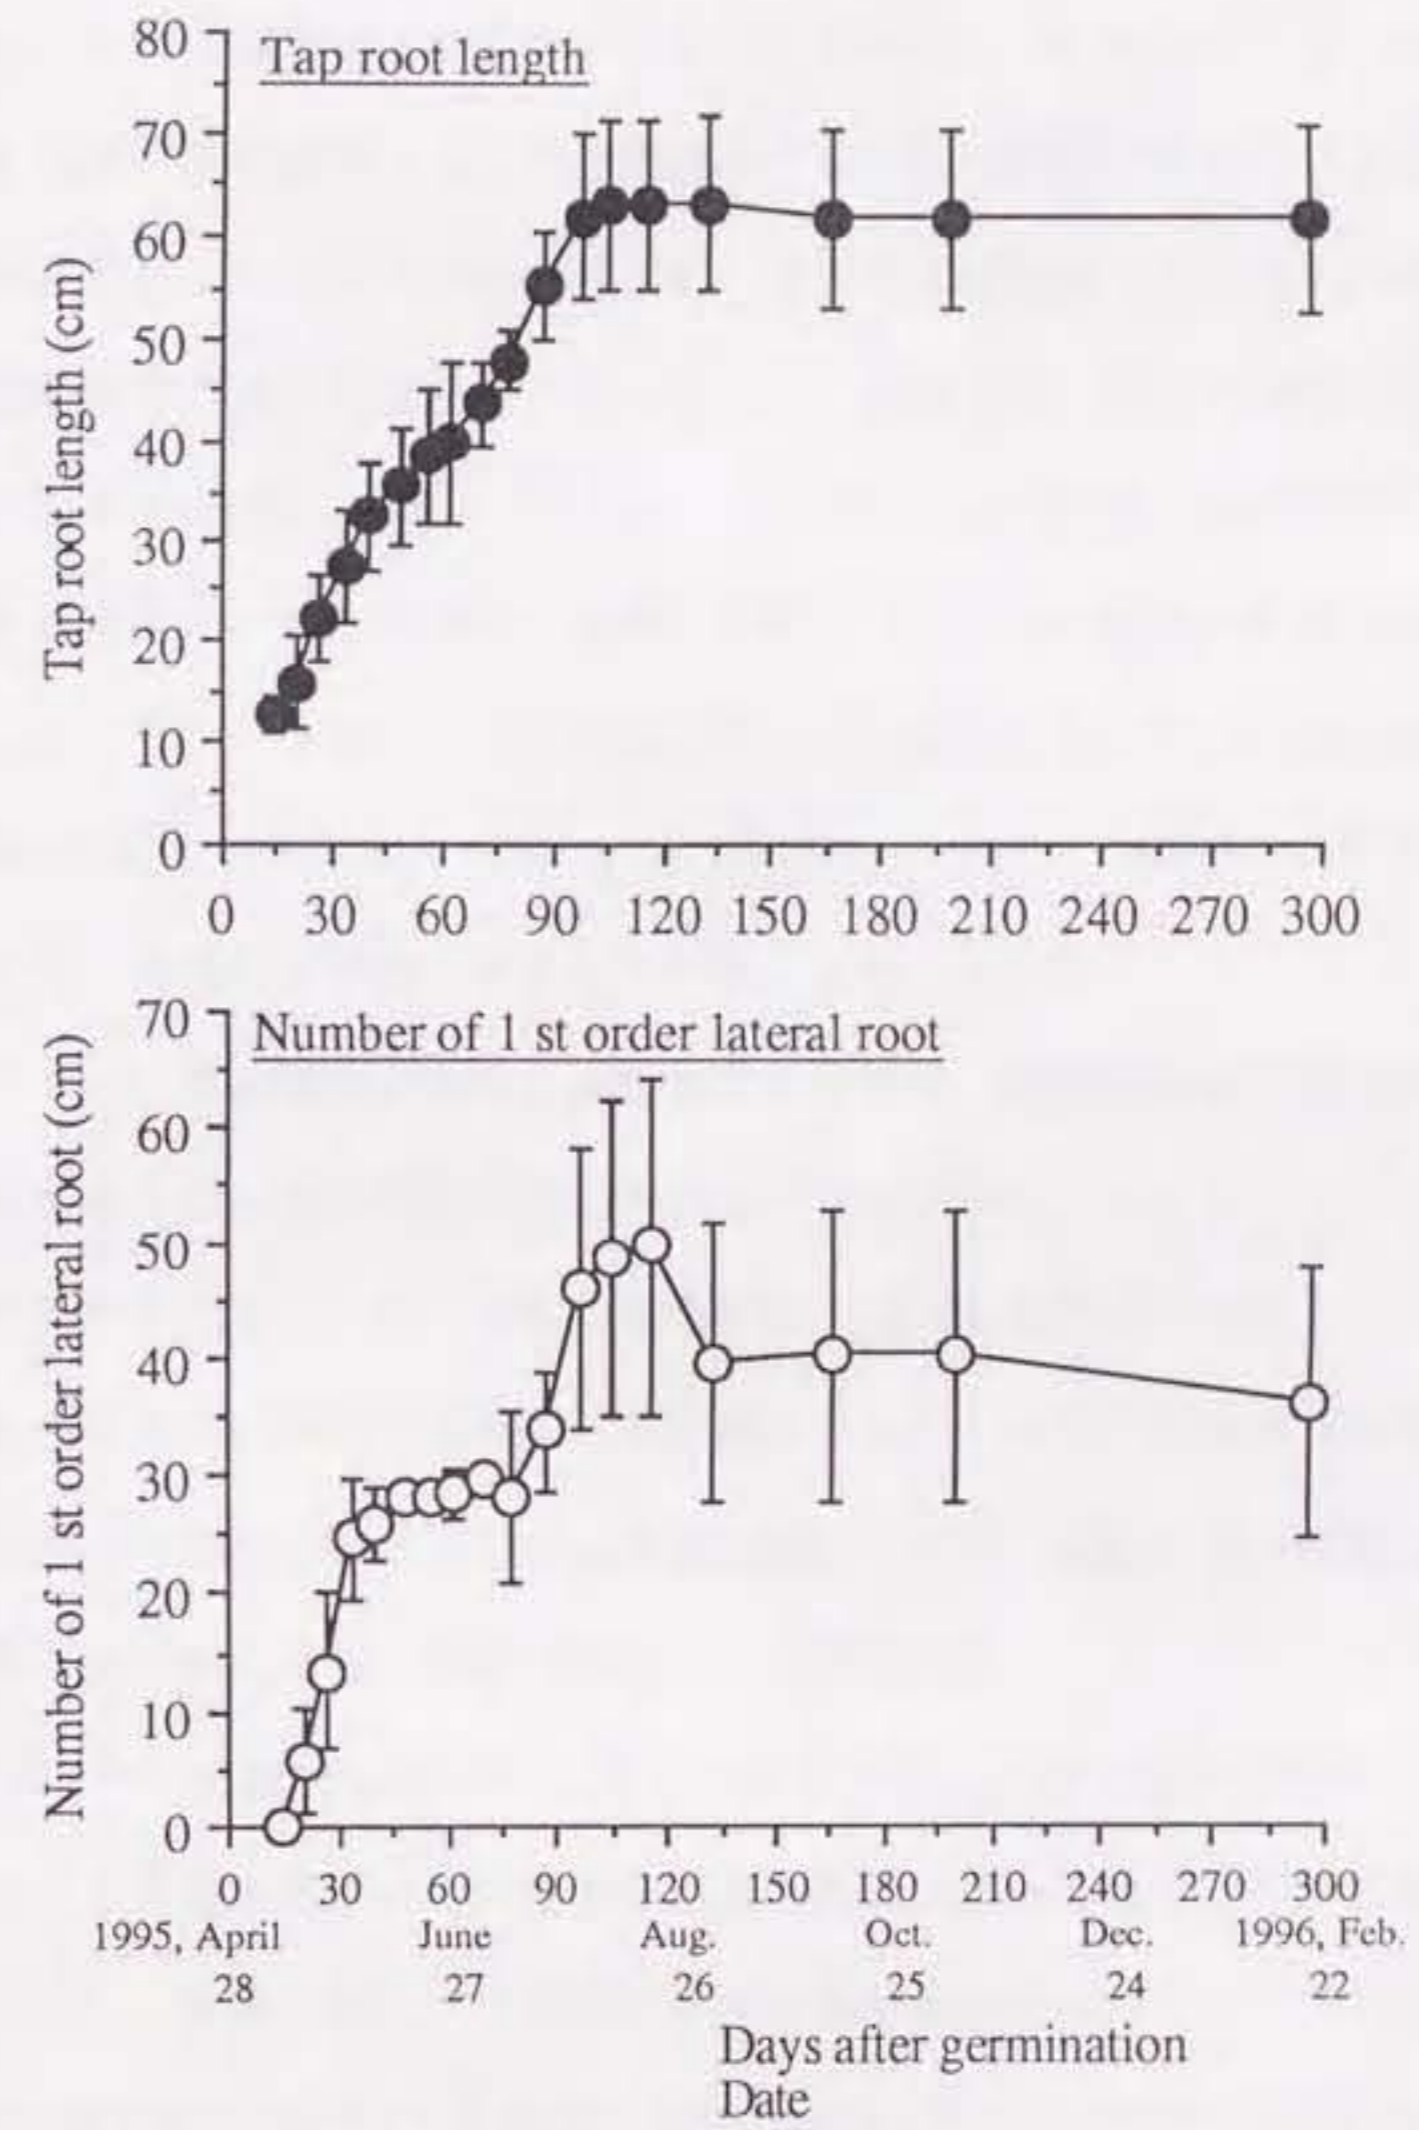 Tap root length
Tap root length (cm)
80
70
60
50
40
30
20
10
0
0 30 60 90 120 150 180 210 240 270 300
Number of 1 st order lateral root
Number of 1 st order lateral root (cm)
70
60
50
40
30
20
10
0
0 30 60 90 120 150 180 210 240 270 300
1995, April June Aug. Oct. Dec. 1996, Feb.
28 27 26 25 24 22
Days after germination
Date